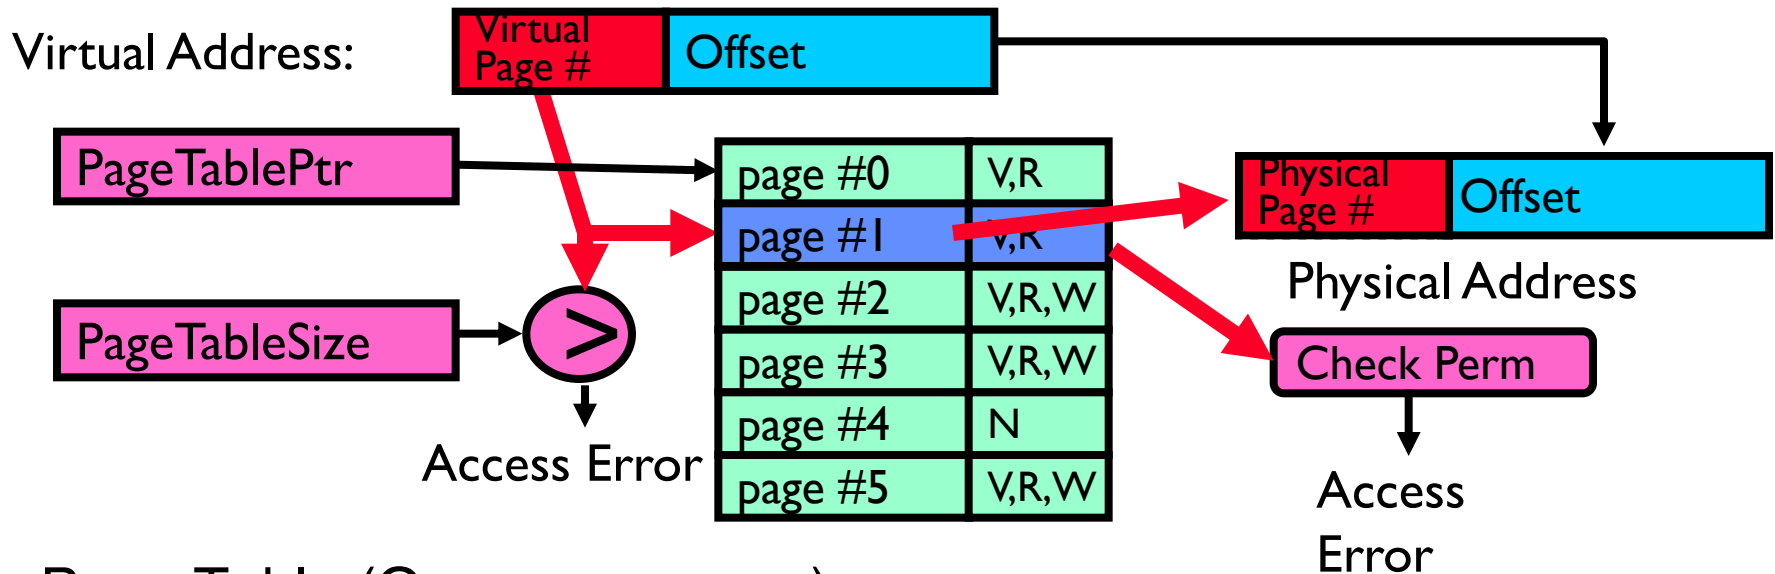 Virtual Address:
Virtual
Page #
Offset
PageTablePtr
page #0 V,R
Physical
Page #
Offset
page #1 V,R
Physical Address
page #2 V,R,W
PageTableSize
>
page #3 V,R,W
Check Perm
page #4 N
Access Error
page #5 V,R,W
Access
Error